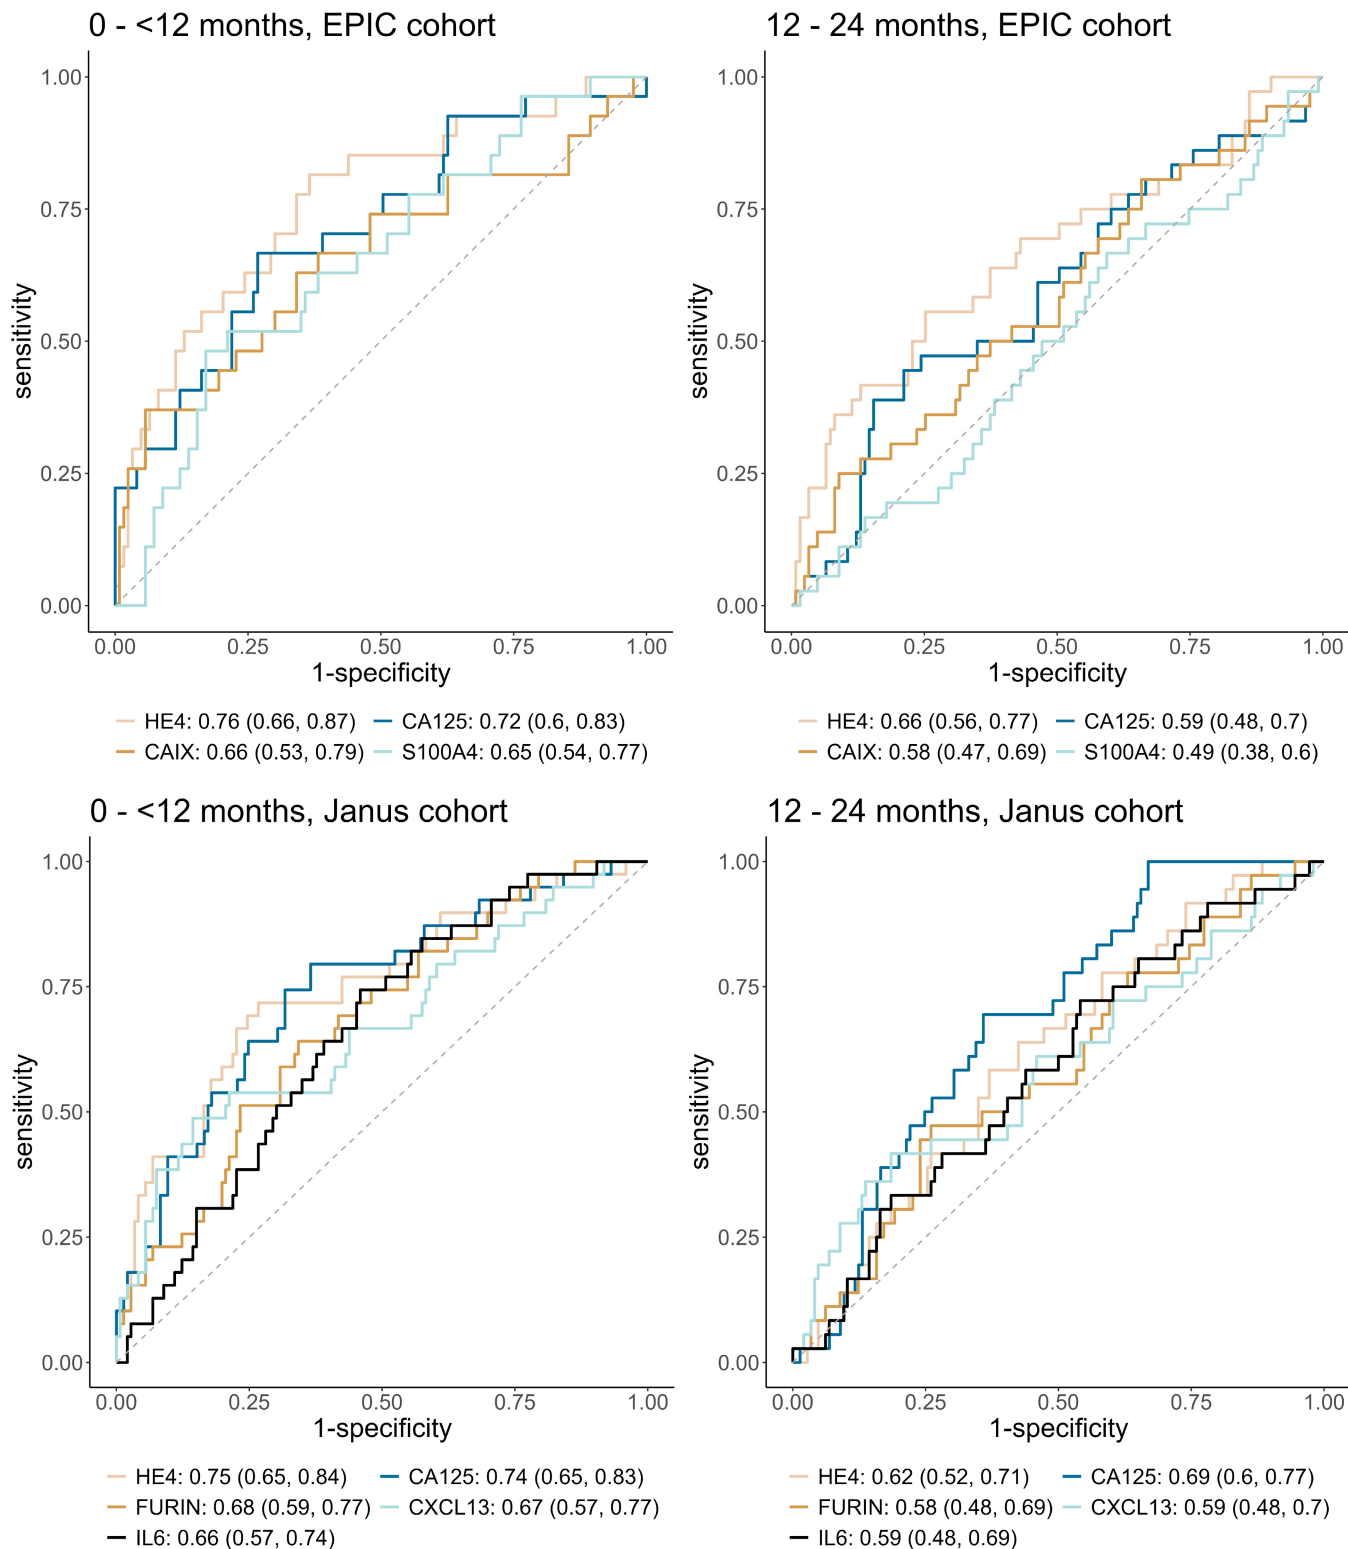 0 - <12 months, EPIC cohort
1.00
0.75
0.50
0.25
0.00
sensitivity
0.00 0.25 0.50 0.75 1.00
1-specificity
HE4: 0.76 (0.66, 0.87) CA125: 0.72 (0.6, 0.83)
CAIX: 0.66 (0.53, 0.79) S100A4: 0.65 (0.54, 0.77)
12 - 24 months, EPIC cohort
1.00
0.75
0.50
0.25
0.00
sensitivity
0.00 0.25 0.50 0.75 1.00
1-specificity
HE4: 0.66 (0.56, 0.77) CA125: 0.59 (0.48, 0.7)
CAIX: 0.58 (0.47, 0.69) S100A4: 0.49 (0.38, 0.6)
0 - <12 months, Janus cohort
1.00
0.75
0.50
0.25
0.00
sensitivity
0.00 0.25 0.50 0.75 1.00
1-specificity
HE4: 0.75 (0.65, 0.84) CA125: 0.74 (0.65, 0.83)
FURIN: 0.68 (0.59, 0.77) CXCL13: 0.67 (0.57, 0.77)
IL6: 0.66 (0.57, 0.74)
12 - 24 months, Janus cohort
1.00
0.75
0.50
0.25
0.00
sensitivity
0.00 0.25 0.50 0.75 1.00
1-specificity
HE4: 0.62 (0.52, 0.71) CA125: 0.69 (0.6, 0.77)
FURIN: 0.58 (0.48, 0.69) CXCL13: 0.59 (0.48, 0.7)
IL6: 0.59 (0.48, 0.69)